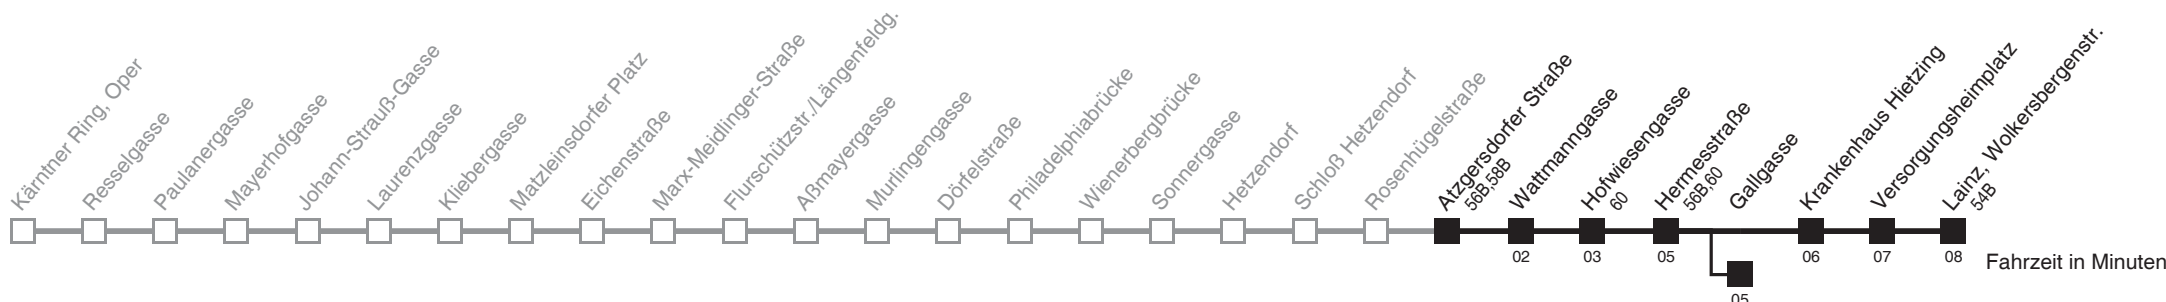 Kärntner Ring, Oper
Resselgasse
Paulanergasse
Mayerhofgasse
Johann-Strauß-Gasse
Laurenzgasse
Kliebergasse
Matzleinsdorfer Platz
Eichenstraße
Marx-Meidlinger-Straße
Flurschützstr./Längenfeldg.
Aßmayergasse
Murlingengasse
Dörfelstraße
Philadelphiabrücke
Wienerbergbrücke
Sonnergasse
Hetzendorf
Schloß Hetzendorf
Rosenhügelstraße
Atzgersdorfer Straße
56B,58B
Wattmanngasse
Hofwiesengasse
60
Hermesstraße
56B,60
Gallgasse
Krankenhaus Hietzing
Versorgungsheimplatz
Lainz, Wolkersbergenstr.
54B
02
03
05
06
07
08
Fahrzeit in Minuten
05